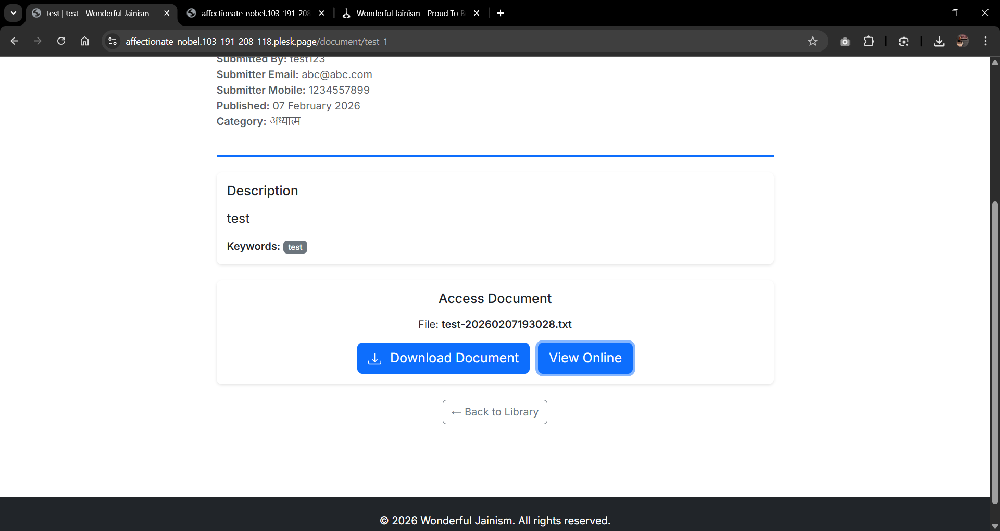 test | test - Wonderful Jainism
affectionate-nobel.103-191-208
Wonderful Jainism - Proud To B
affectionate-nobel.103-191-208-118.plesk.page/document/test-1
Submitted By: test123
Submitter Email: abc@abc.com
Submitter Mobile: 1234557899
Published: 07 February 2026
Category: अध्यात्म
Description
test
Keywords: test
Access Document
File: test-20260207193028.txt
Download Document
View Online
← Back to Library
© 2026 Wonderful Jainism. All rights reserved.